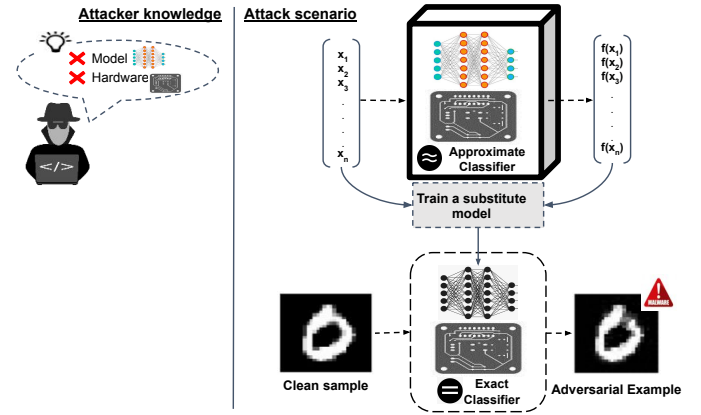 Attacker knowledge
Model
Hardware
</>
Attack scenario
x1
x2
x3
.
.
.
.
xn
≈
Approximate
Classifier
f(x1)
f(x2)
f(x3)
.
.
.
.
f(xn)
Train a substitute
model
Clean sample
=
Exact
Classifier
MALWARE
Adversarial Example